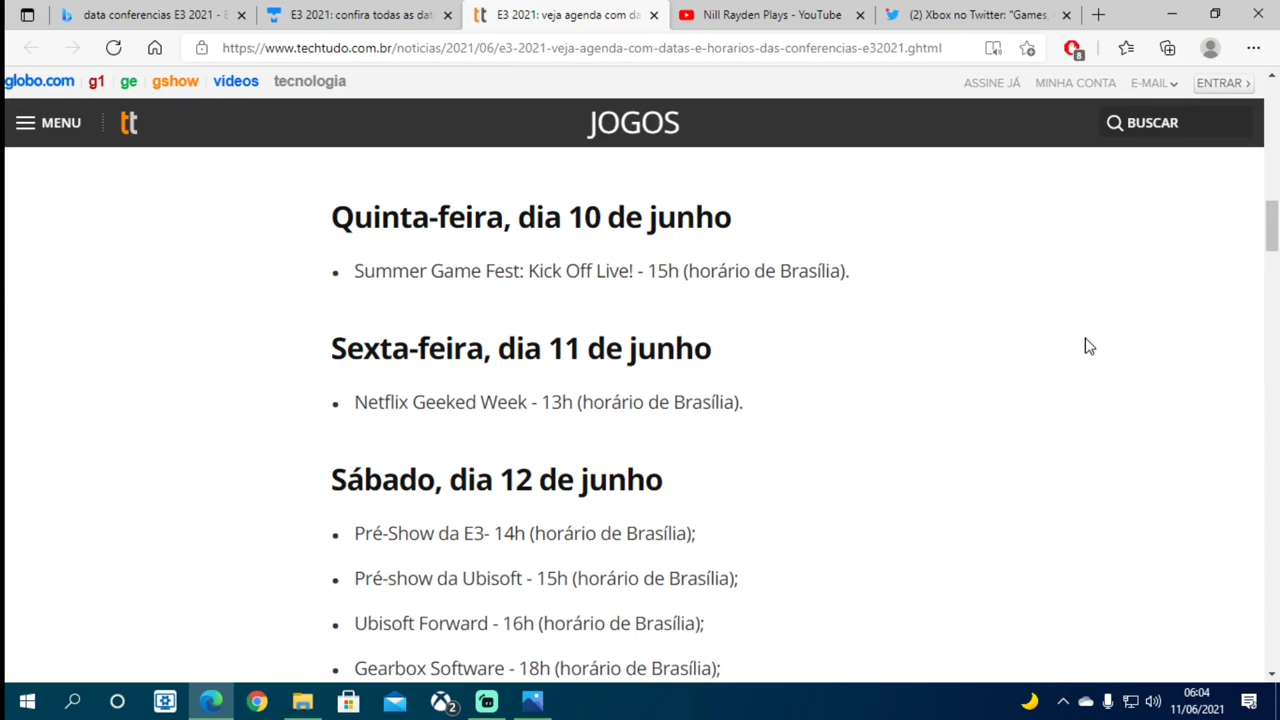 data conferencias E3 2021 - B
E3 2021: confira todas as da
E3 2021: veja agenda com da
Nill Rayden Plays - YouTube
(2) Xbox no Twitter: "Games,
https://www.techtudo.com.br/noticias/2021/06/e3-2021-veja-agenda-com-datas-e-horarios-das-conferencias-e32021.ghtml
8
globo.com g1 ge gshow videos tecnologia
ASSINE JÁ MINHA CONTA E-MAIL ENTRAR
MENU tt JOGOS BUSCAR
Quinta-feira, dia 10 de junho
• Summer Game Fest: Kick Off Live! - 15h (horário de Brasília).
Sexta-feira, dia 11 de junho
• Netflix Geeked Week - 13h (horário de Brasília).
Sábado, dia 12 de junho
• Pré-Show da E3- 14h (horário de Brasília);
• Pré-show da Ubisoft - 15h (horário de Brasília);
• Ubisoft Forward - 16h (horário de Brasília);
• Gearbox Software - 18h (horário de Brasília);
2
06:04
11/06/2021